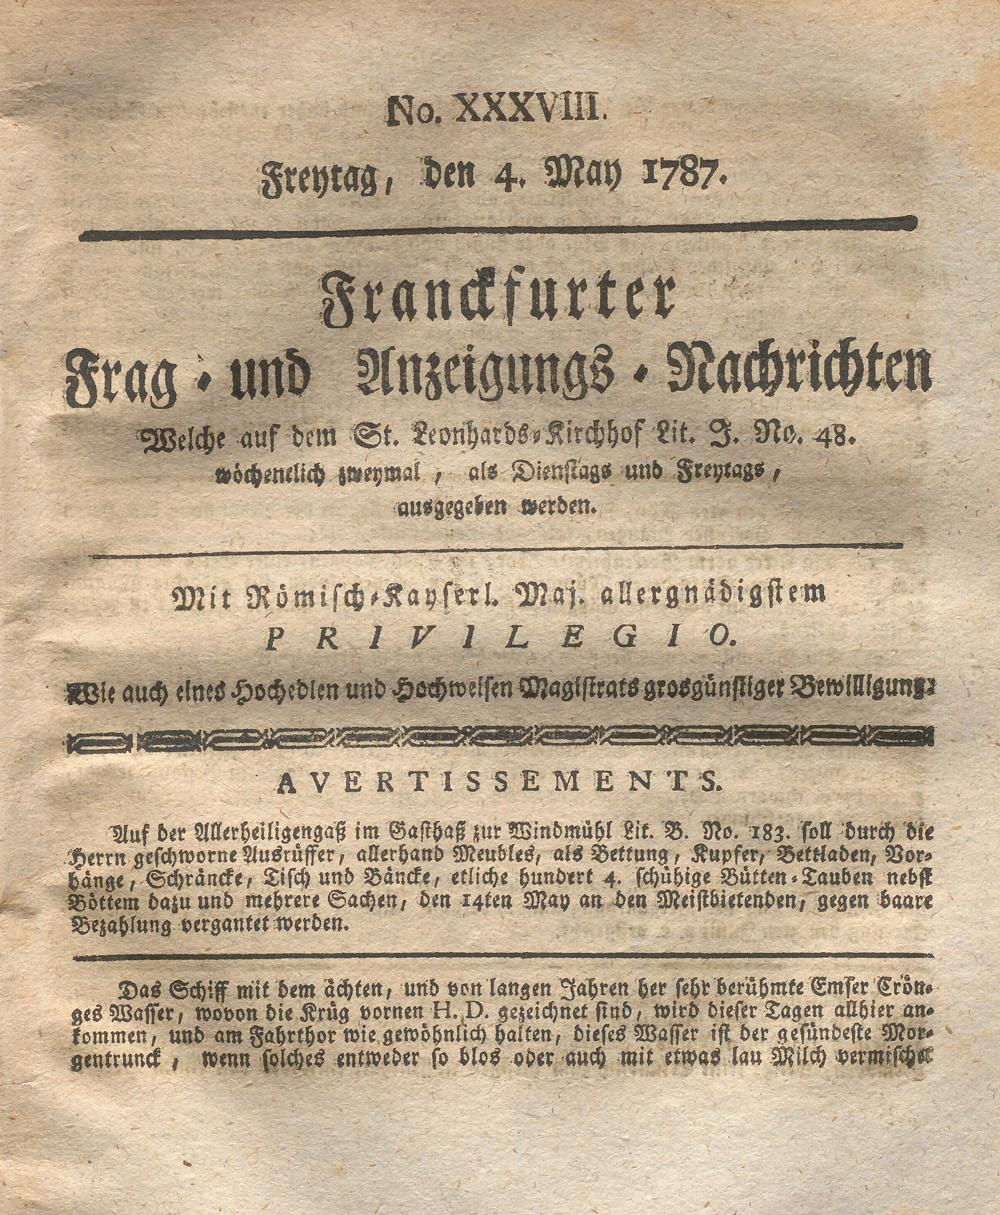 No. XXXVIII.
Freytag, den 4. May 1787.
Franckfurter
Frag- und Anzeigungs-Nachrichten
Welche auf dem St. Leonhards-Kirchhof Lit. J. No. 48.
wöchentlich zweymal, als Dienstags und Freytags,
ausgegeben werden.
Mit Römisch-Kayserl. Maj. allergnädigstem
PRIVILEGIO.
Wie auch eines Hochedlen und Hochweisen Magistrats grosgünstiger Bewilligung:
AVERTISSEMENTS.
Auf der Allerheiligengaß im Gasthaß zur Windmühl Lit. B. No. 183. soll durch die
Herrn geschworne Ausrüffer, allerhand Meubles, als Bettung, Kupfer, Bettladen, Vor-
hänge, Schräncke, Tisch und Bäncke, etliche hundert 4. schühige Bütten-Tauben nebst
Böttem dazu und mehrere Sachen, den 14ten May an den Meistbietenden, gegen baare
Bezahlung vergantet werden.
Das Schiff mit dem ächten, und von langen Jahren her sehr berühmte Emser Crön-
ges Wasser, wovon die Krüg vornen H. D. gezeichnet sind, wird dieser Tagen allhier an-
kommen, und am Fahrthor wie gewöhnlich halten, dieses Wasser ist der gesündeste Mor-
gentrunck, wenn solches entweder so blos oder auch mit etwas lau Milch vermischet